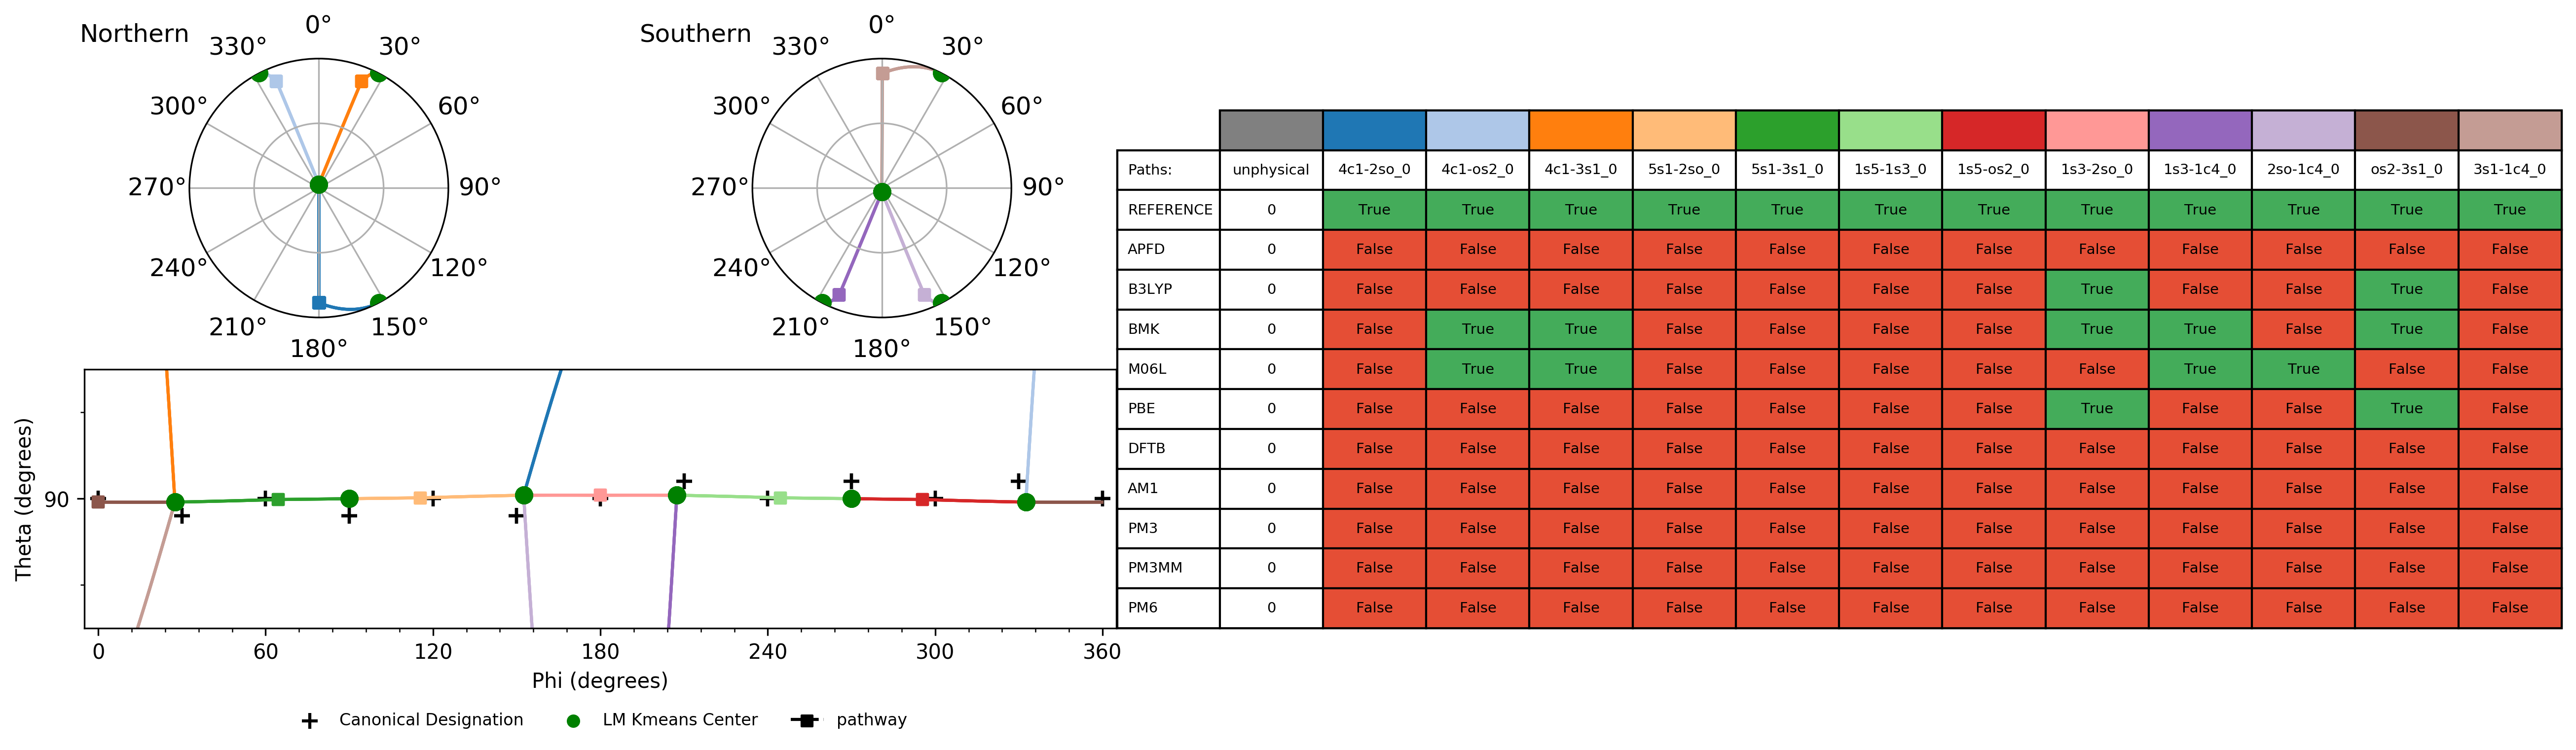 Northern
0°
30°
60°
90°
120°
150°
180°
210°
240°
270°
300°
330°
Southern
0°
30°
60°
90°
120°
150°
180°
210°
240°
270°
300°
330°
Theta (degrees)
90
0 60 120 180 240 300 360
Phi (degrees)
Canonical Designation LM Kmeans Center pathway
Paths: unphysical 4c1-2so_0 4c1-os2_0 4c1-3s1_0 5s1-2so_0 5s1-3s1_0 1s5-1s3_0 1s5-os2_0 1s3-2so_0 1s3-1c4_0 2so-1c4_0 os2-3s1_0 3s1-1c4_0
REFERENCE 0 True True True True True True True True True True True True
APFD 0 False False False False False False False False False False False False
B3LYP 0 False False False False False False False True False False True False
BMK 0 False True True False False False False True True False True False
M06L 0 False True True False False False False False True True False False
PBE 0 False False False False False False False True False False True False
DFTB 0 False False False False False False False False False False False False
AM1 0 False False False False False False False False False False False False
PM3 0 False False False False False False False False False False False False
PM3MM 0 False False False False False False False False False False False False
PM6 0 False False False False False False False False False False False False